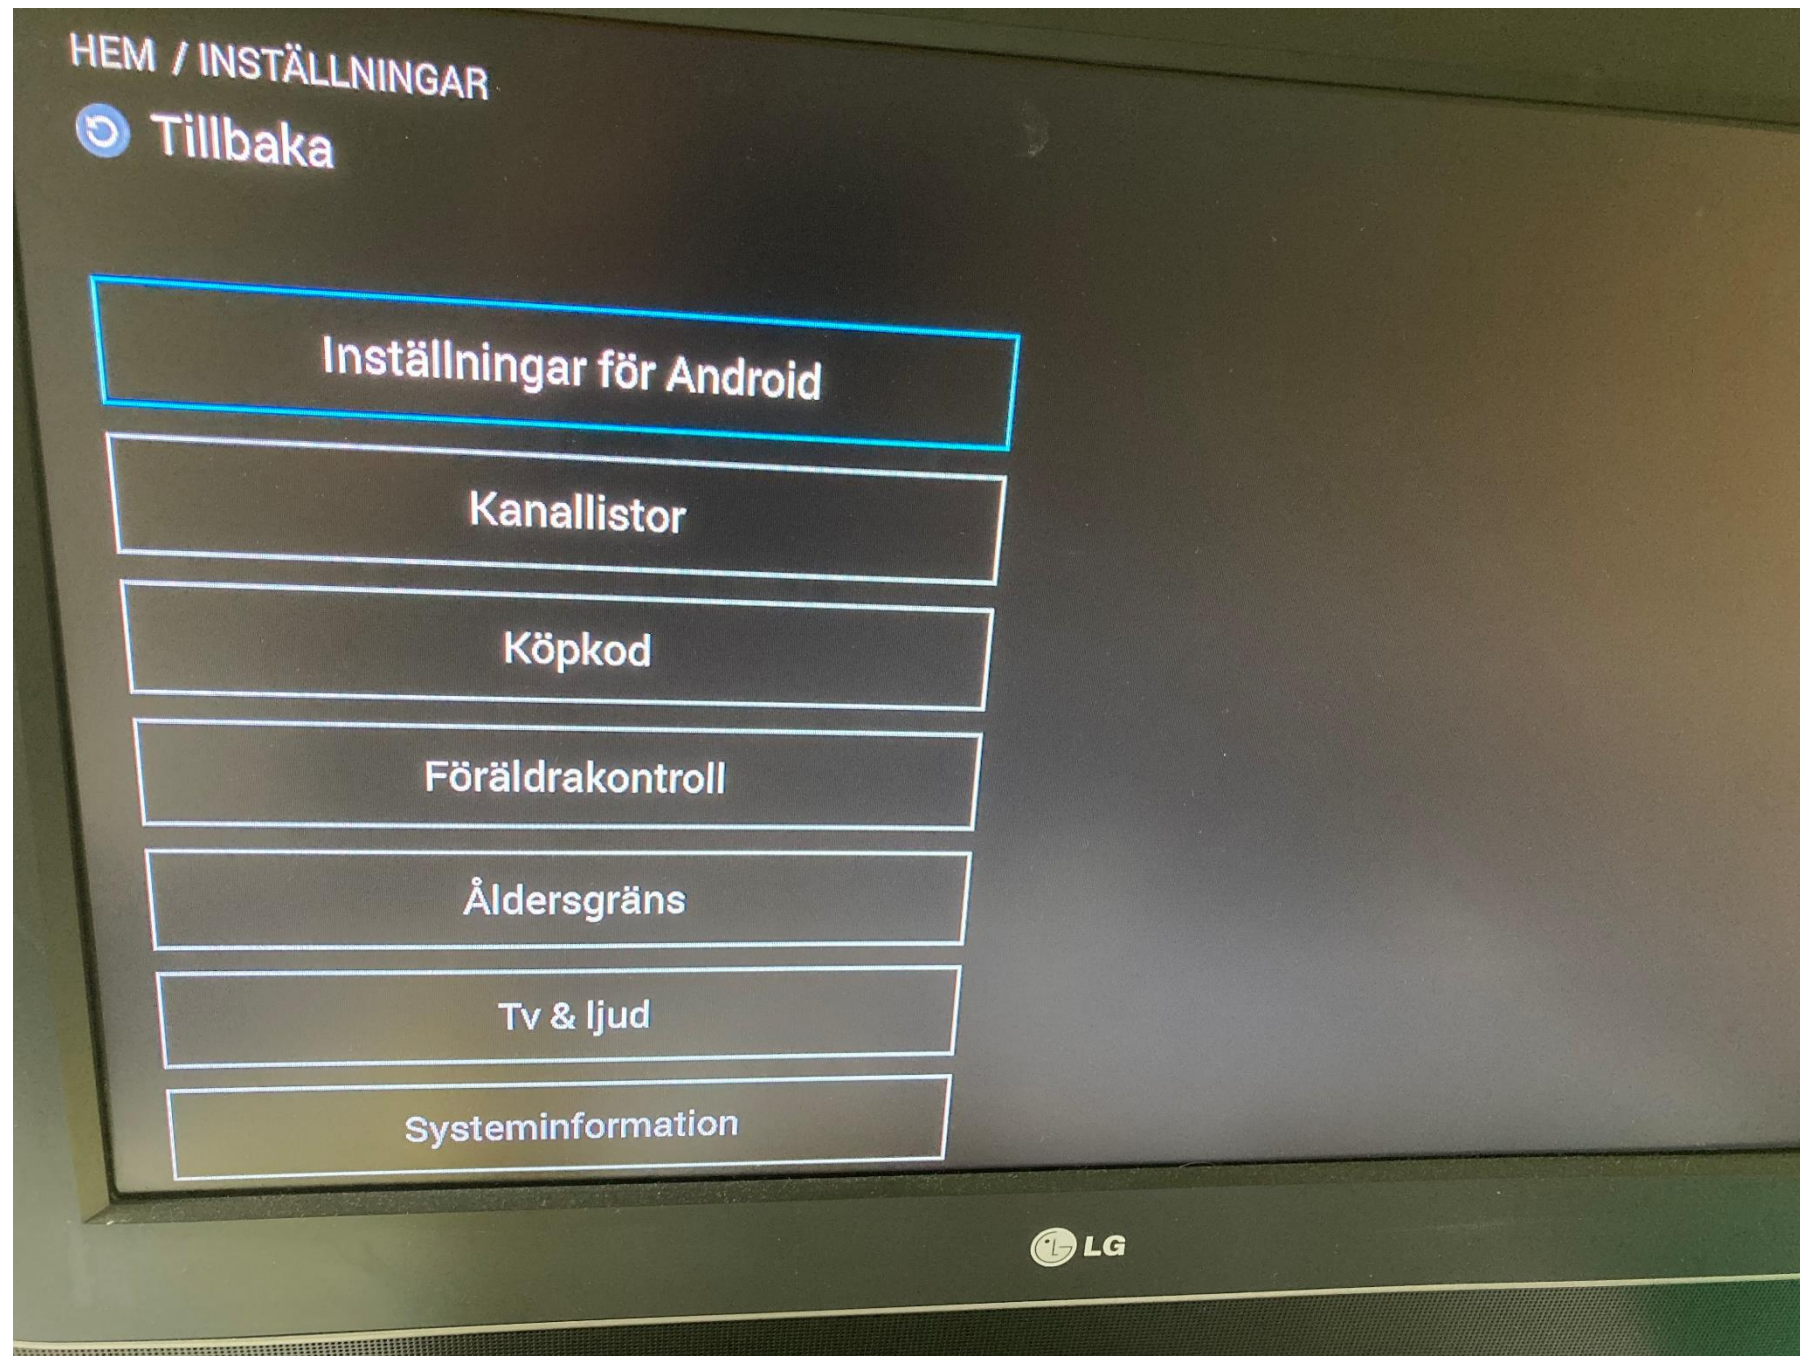 HEM / INSTÄLLNINGAR
Tillbaka
Inställningar för Android
Kanallistor
Köpkod
Föräldrakontroll
Åldersgräns
Tv & ljud
Systeminformation
LG